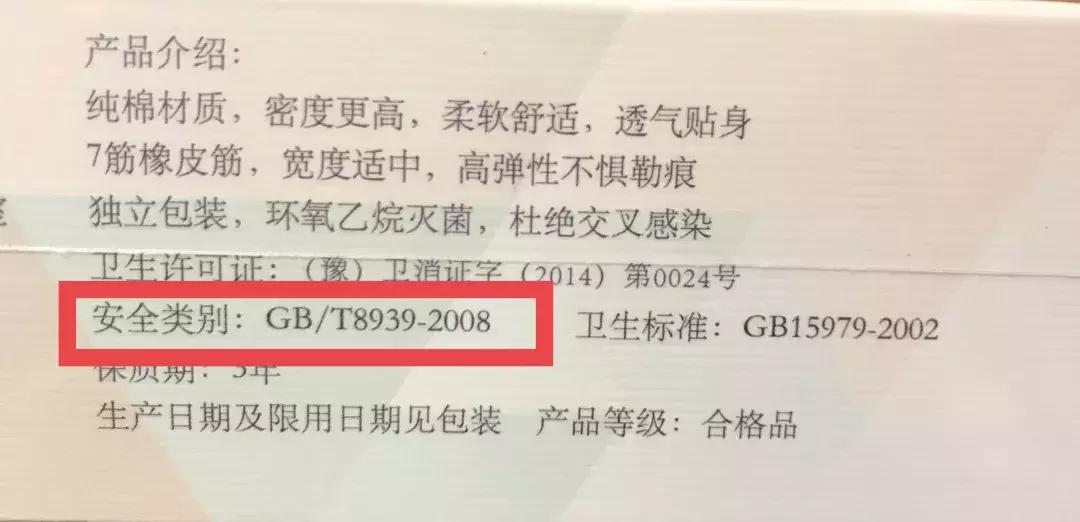 产品介绍：
纯棉材质，密度更高，柔软舒适，透气贴身
7筋橡皮筋，宽度适中，高弹性不惧勒痕
独立包装，环氧乙烷灭菌，杜绝交叉感染
卫生许可证：（豫）卫消证字（2014）第0024号
安全类别：GB/T8939-2008 卫生标准：GB15979-2002
保质期：3年
生产日期及限用日期见包装 产品等级：合格品